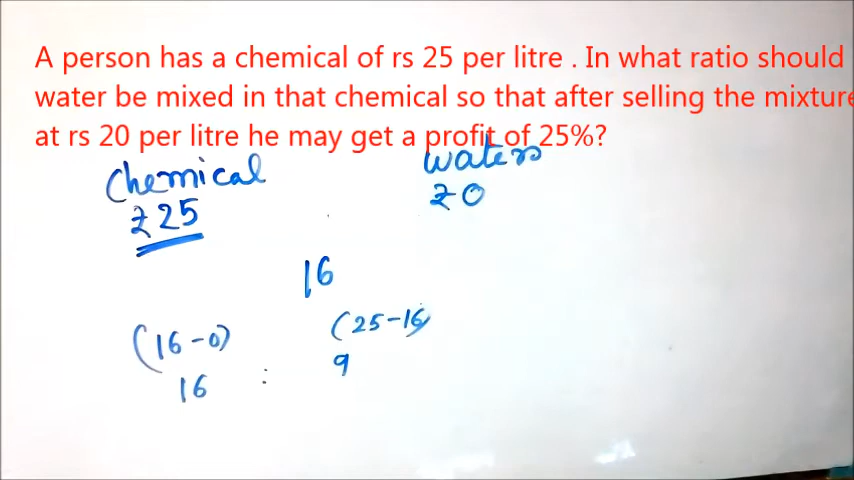 A person has a chemical of rs 25 per litre . In what ratio should
water be mixed in that chemical so that after selling the mixture
at rs 20 per litre he may get a profit of 25%?
Chemical waters
₹25 ₹0
16
(16-0) (25-16)
16 : 9